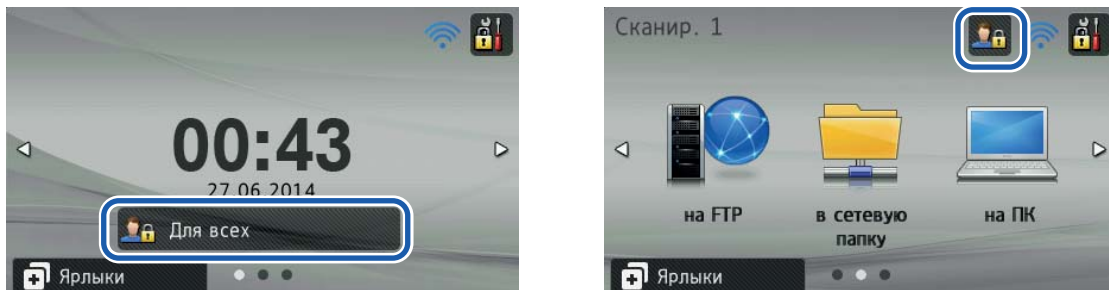 00:43
27.06.2014
Для всех
Ярлыки
Сканир. 1
на FTP
в сетевую
папку
на ПК
Ярлыки